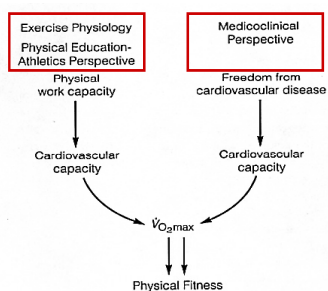 Exercise Physiology
Physical Education-
Athletics Perspective
Physical
work capacity
Cardiovascular
capacity
Medicoclinical
Perspective
Freedom from
cardiovascular disease
Cardiovascular
capacity
V̇O₂max
Physical Fitness